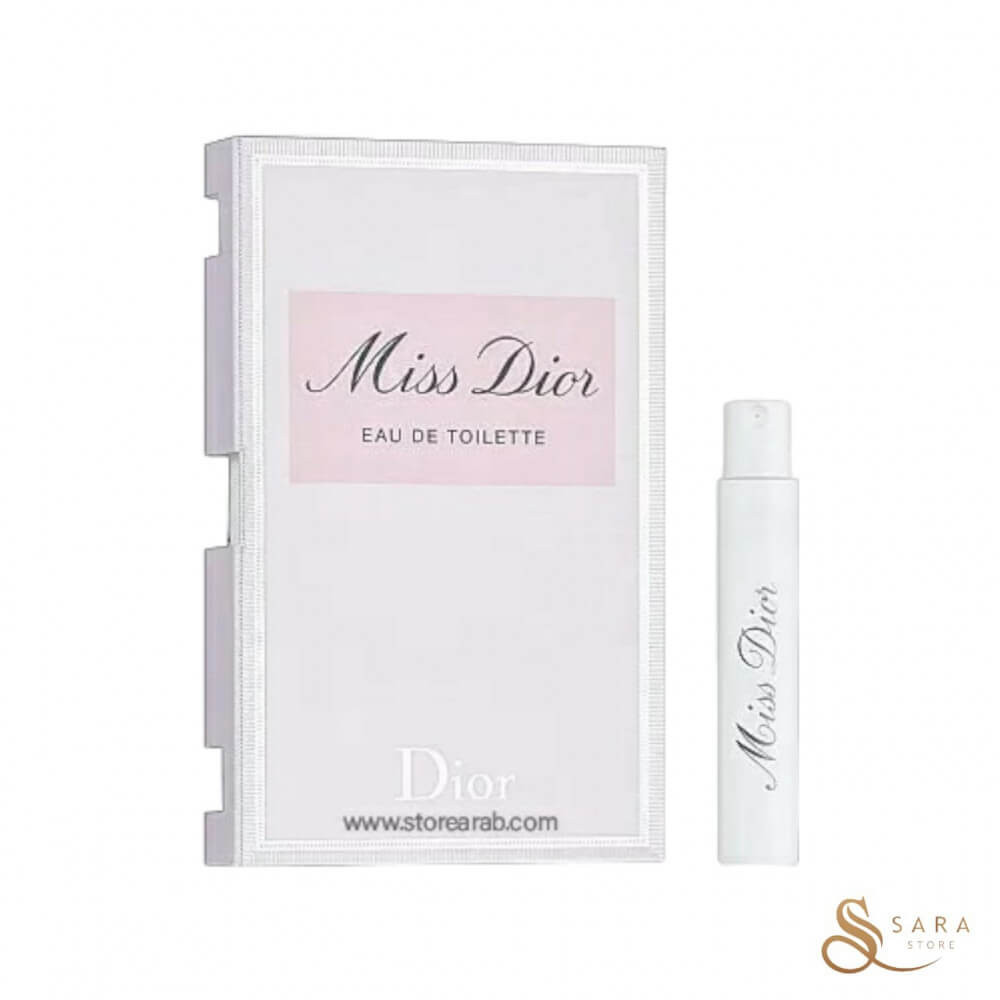 Miss Dior
EAU DE TOILETTE
Dior
www.storearab.com
Miss Dior
SARA
STORE